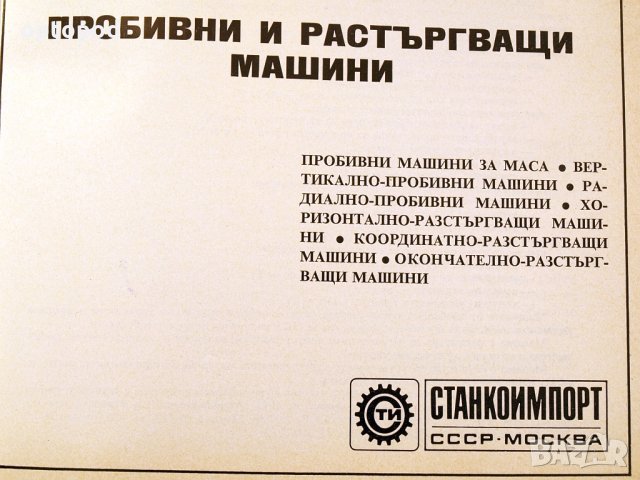 ПРОБИВНИ И РАСТЪРГВАЩИ
МАШИНИ
ПРОБИВНИ МАШИНИ ЗА МАСА ● ВЕР-
ТИКАЛНО-ПРОБИВНИ МАШИНИ ● РА-
ДИАЛНО-ПРОБИВНИ МАШИНИ ● ХО-
РИЗОНТАЛНО-РАЗСТЪРГВАЩИ МАШИ-
НИ ● КООРДИНАТНО-РАЗСТЪРГВАЩИ
МАШИНИ ● ОКОНЧАТЕЛНО-РАЗСТЪРГ-
ВАЩИ МАШИНИ
СТИ
СТАНКОИМПОРТ
СССР·МОСКВА
BAZAR